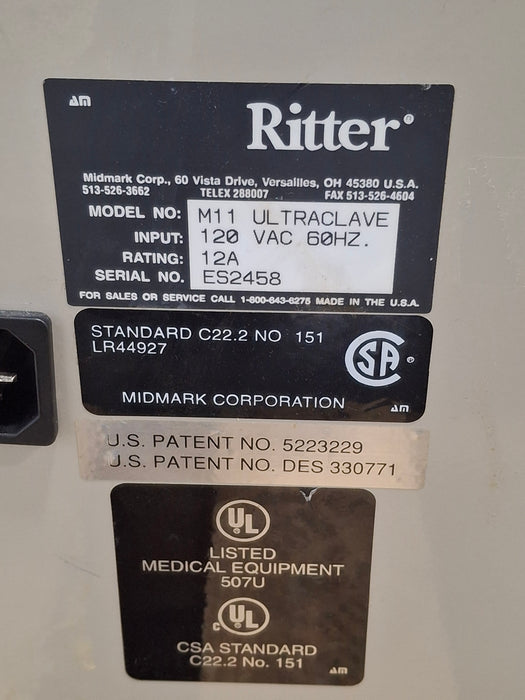 Ritter®
Midmark Corp., 60 Vista Drive, Versailles, OH 45380 U.S.A.
513-526-3662 TELEX 288007 FAX 513-526-4604
MODEL NO: M11 ULTRACLAVE
INPUT: 120 VAC 60HZ.
RATING: 12A
SERIAL NO. ES2458
FOR SALES OR SERVICE CALL 1-800-643-6275 MADE IN THE U.S.A.
STANDARD C22.2 NO 151
LR44927
CSA ®
MIDMARK CORPORATION
U.S. PATENT NO. 5223229
U.S. PATENT NO. DES 330771
UL
LISTED
MEDICAL EQUIPMENT
507U
c UL
CSA STANDARD
C22.2 No. 151